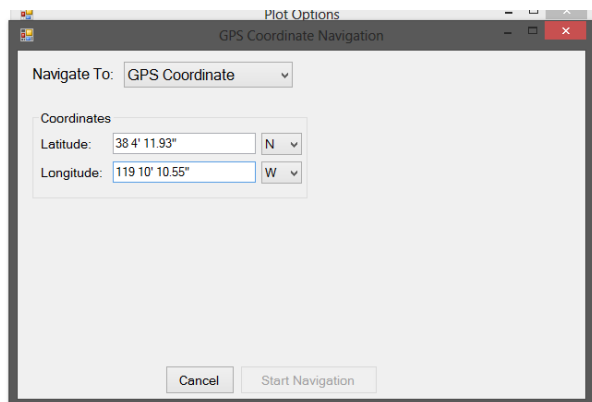 Plot Options
GPS Coordinate Navigation
Navigate To: GPS Coordinate
Coordinates
Latitude: 38 4' 11.93" N
Longitude: 119 10' 10.55" W
Cancel Start Navigation